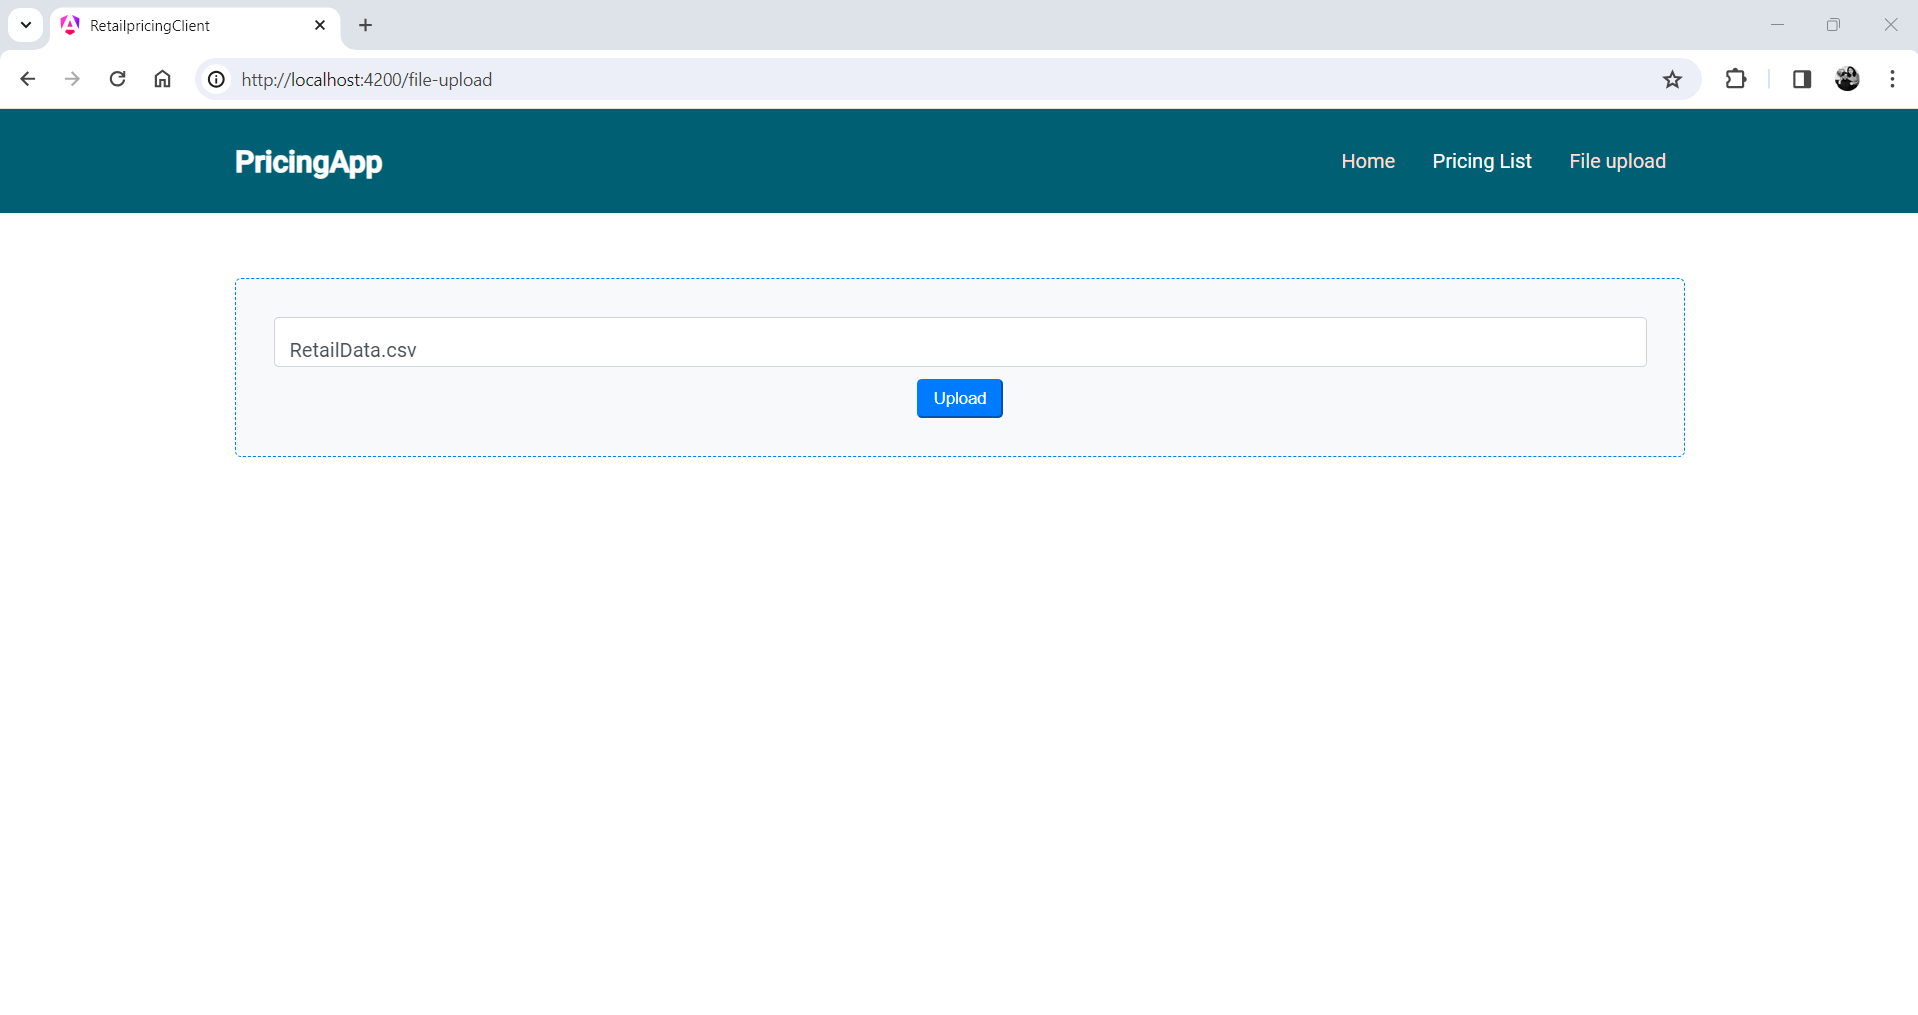 RetailpricingClient
http://localhost:4200/file-upload
PricingApp
Home Pricing List File upload
RetailData.csv
Upload